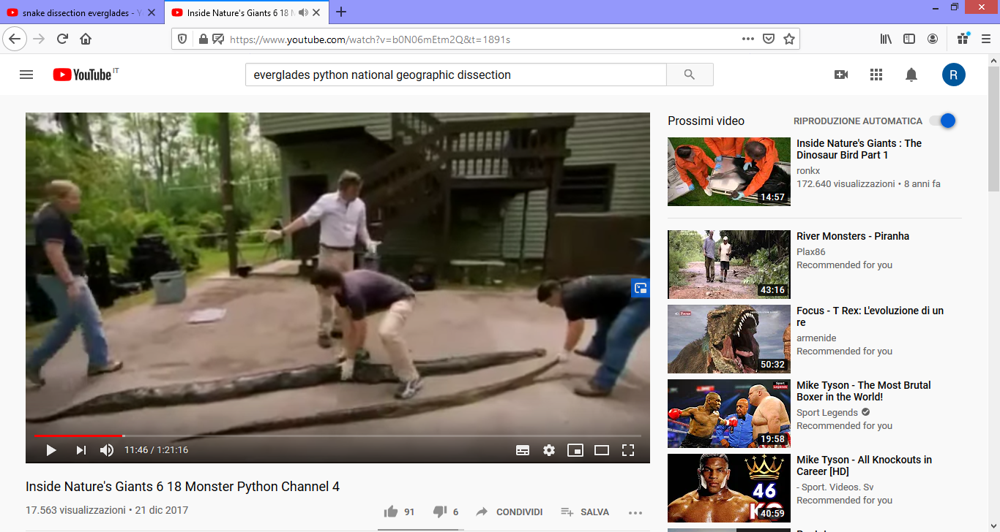 snake dissection everglades - Y
Inside Nature's Giants 6 18 M
https://www.youtube.com/watch?v=b0N06mEtm2Q&t=1891s
YouTube IT
everglades python national geographic dissection
R
11:46 / 1:21:16
Inside Nature's Giants 6 18 Monster Python Channel 4
17.563 visualizzazioni • 21 dic 2017
91
6
CONDIVIDI
SALVA
Prossimi video
RIPRODUZIONE AUTOMATICA
14:57
Inside Nature's Giants : The
Dinosaur Bird Part 1
ronkx
172.640 visualizzazioni • 8 anni fa
43:16
River Monsters - Piranha
Plax86
Recommended for you
Focus
50:32
Focus - T Rex: L'evoluzione di un
re
armenide
Recommended for you
Sport
Legends
19:58
Mike Tyson - The Most Brutal
Boxer in the World!
Sport Legends
Recommended for you
46
KO
40:59
Mike Tyson - All Knockouts in
Career [HD]
- Sport. Videos. Sv
Recommended for you